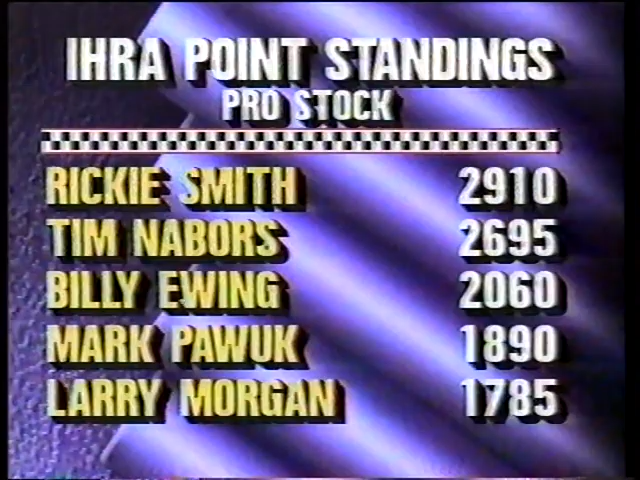 IHRA POINT STANDINGS
PRO STOCK
RICKIE SMITH 2910
TIM NABORS 2695
BILLY EWING 2060
MARK PAWUK 1890
LARRY MORGAN 1785